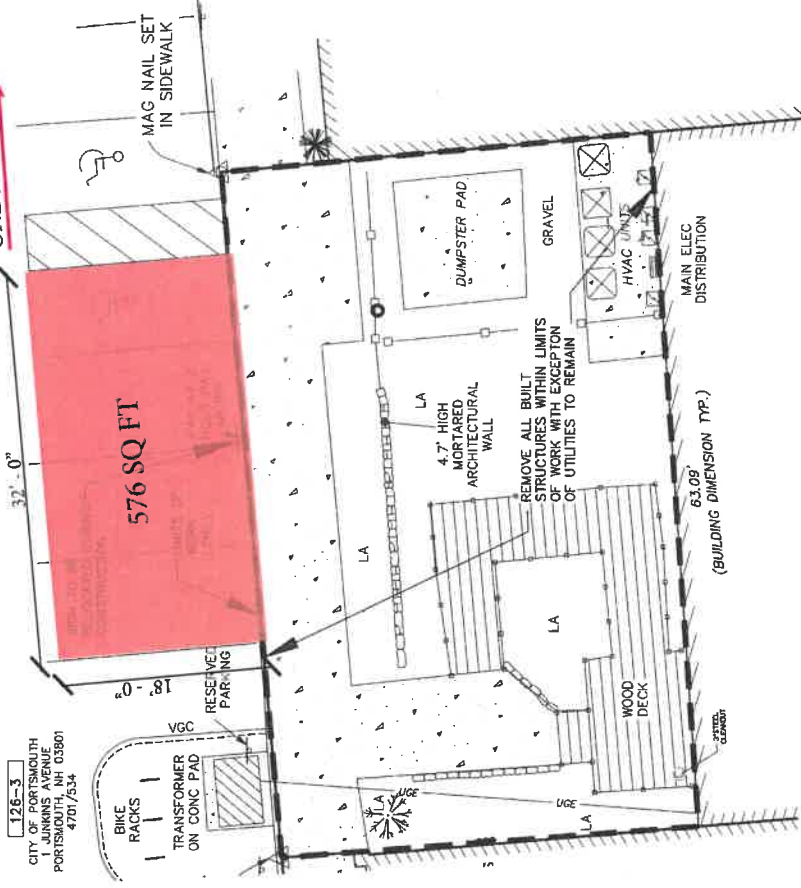 126-3
CITY OF PORTSMOUTH
1 JUNKINS AVENUE
PORTSMOUTH, NH 03801
4701/534
32' - 0"
18' - 0"
576 SQ FT
MAG NAIL SET
IN SIDEWALK
BIKE
RACKS
VGC
RESERVED
PARKING
TRANSFORMER
ON CONC PAD
LA
UGE
UGE
LA
LA
LA
4.7' HIGH
MORTARED
ARCHITECTURAL
WALL
DUMPSTER PAD
GRAVEL
REMOVE ALL BUILT
STRUCTURES WITHIN LIMITS
OF WORK WITH EXCEPTON
OF UTILITIES TO REMAIN
HVAC UNITS
LA
WOOD
DECK
CLEANOUT
MAIN ELEC
DISTRIBUTION
63.09'
(BUILDING DIMENSION TYP.)